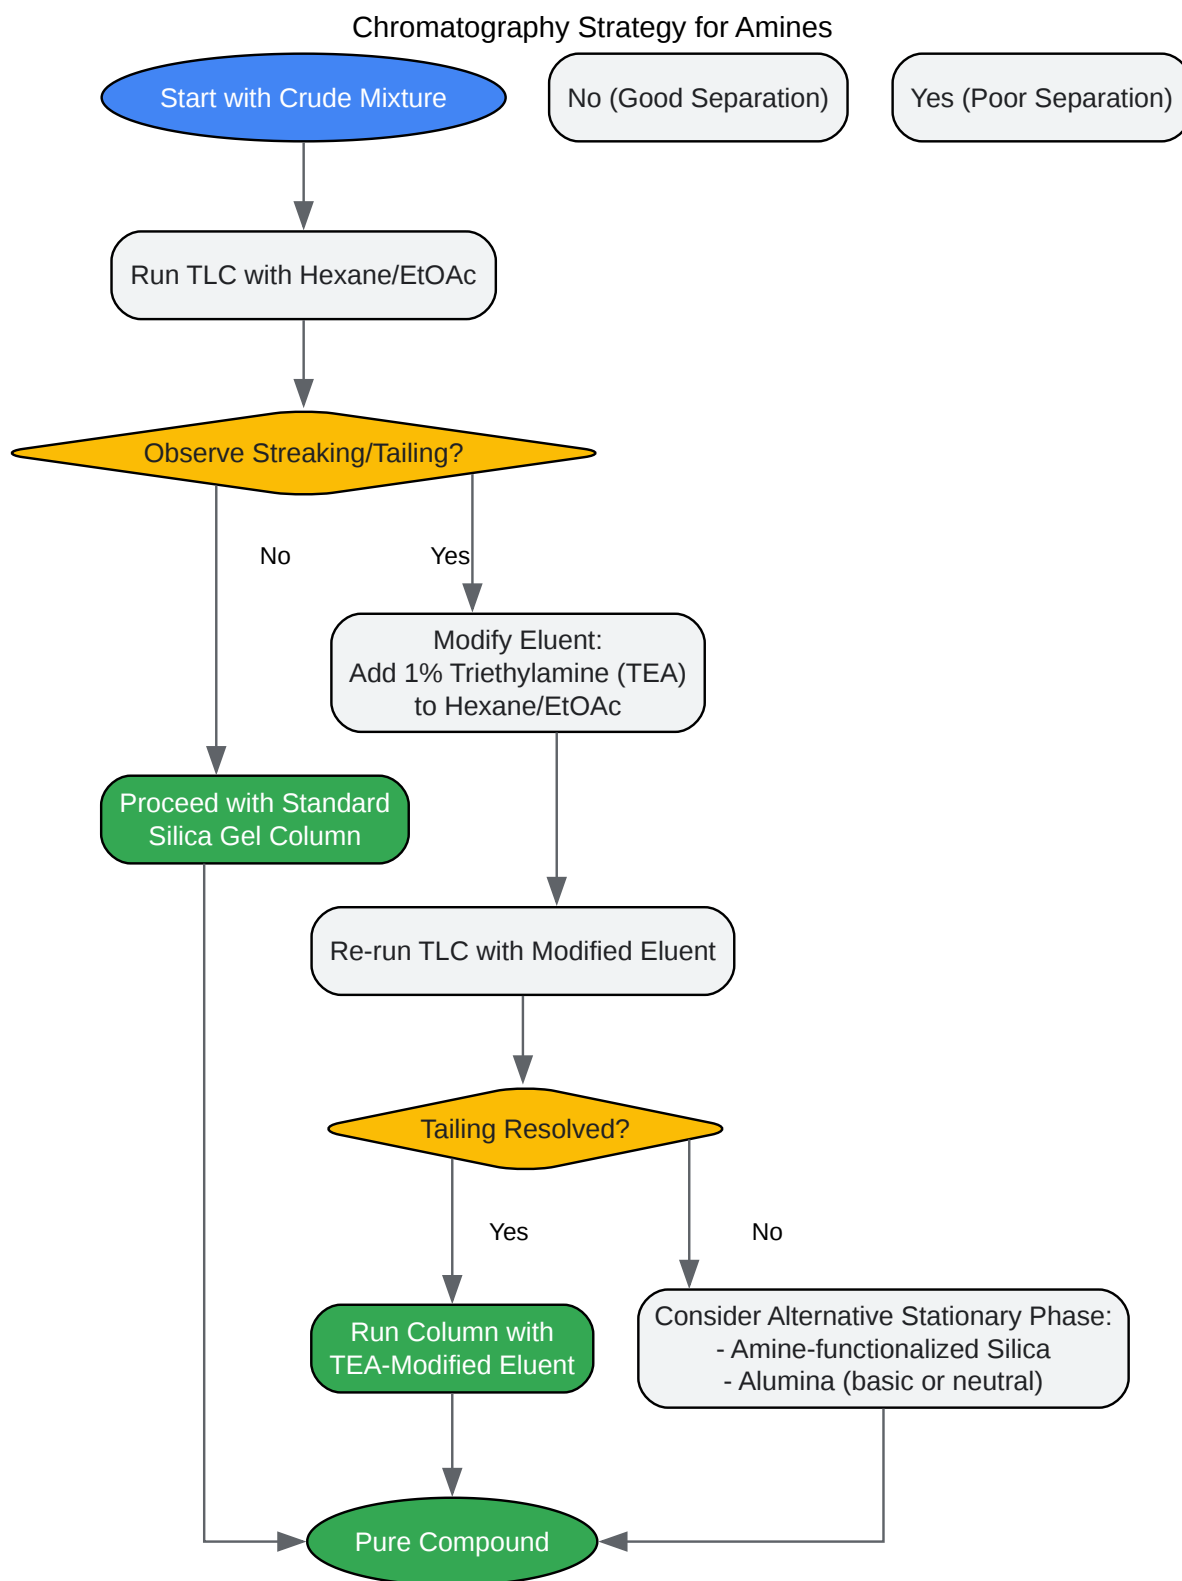 Chromatography Strategy for Amines
Start with Crude Mixture
No (Good Separation)
Yes (Poor Separation)
Run TLC with Hexane/EtOAc
Observe Streaking/Tailing?
No
Yes
Modify Eluent:
Add 1% Triethylamine (TEA)
to Hexane/EtOAc
Proceed with Standard
Silica Gel Column
Re-run TLC with Modified Eluent
Tailing Resolved?
Yes
No
Run Column with
TEA-Modified Eluent
Consider Alternative Stationary Phase:
- Amine-functionalized Silica
- Alumina (basic or neutral)
Pure Compound